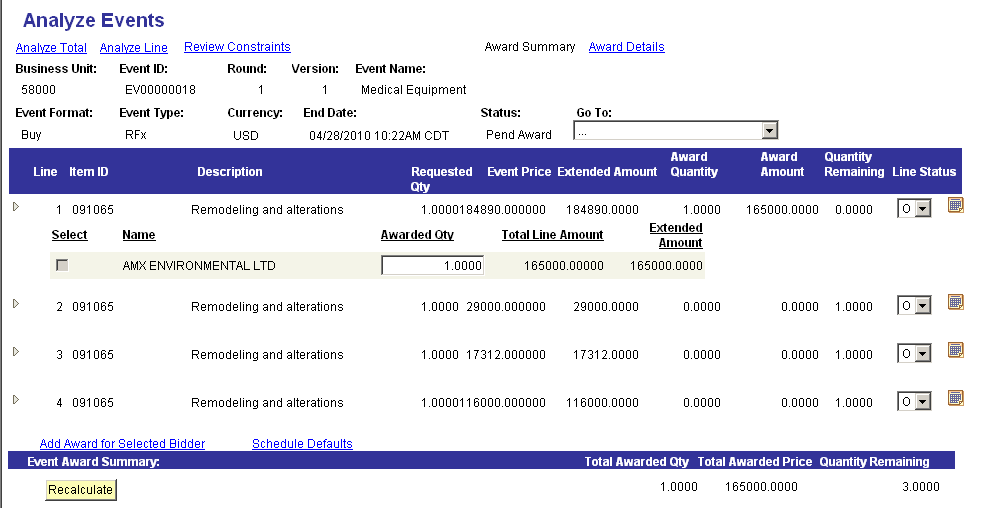 Analyze Events
Analyze Total Analyze Line Review Constraints Award Summary Award Details
Business Unit: Event ID: Round: Version: Event Name:
58000 EV00000018 1 1 Medical Equipment
Event Format: Event Type: Currency: End Date: Status: Go To:
Buy RFx USD 04/28/2010 10:22AM CDT Pend Award ...
Line Item ID Description Requested Qty Event Price Extended Amount Award Quantity Award Amount Quantity Remaining Line Status
1 091065 Remodeling and alterations 1.0000184890.000000 184890.0000 1.0000 165000.0000 0.0000 O
Select Name Awarded Qty Total Line Amount Extended Amount
AMX ENVIRONMENTAL LTD 1.0000 165000.00000 165000.0000
2 091065 Remodeling and alterations 1.0000 29000.000000 29000.0000 0.0000 0.0000 1.0000 O
3 091065 Remodeling and alterations 1.0000 17312.000000 17312.0000 0.0000 0.0000 1.0000 O
4 091065 Remodeling and alterations 1.0000116000.000000 116000.0000 0.0000 0.0000 1.0000 O
Add Award for Selected Bidder Schedule Defaults
Event Award Summary: Total Awarded Qty Total Awarded Price Quantity Remaining
Recalculate 1.0000 165000.0000 3.0000